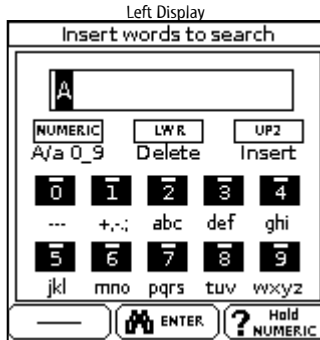 Left Display
Insert words to search
A
NUMERIC LWR UP2
A/a 0_9 Delete Insert
0 1 2 3 4
--- +,-.; abc def ghi
5 6 7 8 9
jkl mno pqrs tuv wxyz
ENTER ? Hold NUMERIC